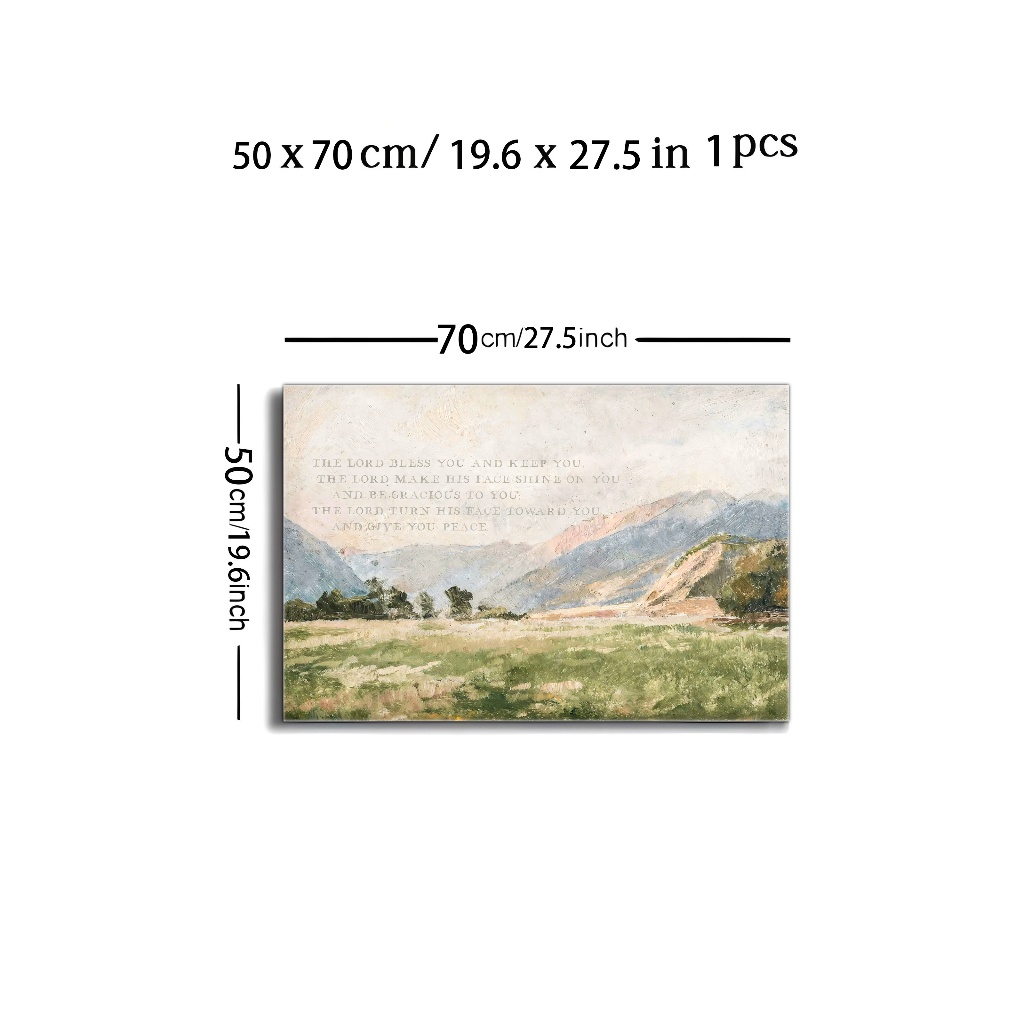 50 x 70 cm/ 19.6 x 27.5 in 1 pcs
70cm/27.5inch
50cm/19.6inch
THE LORD BLESS YOU AND KEEP YOU.
THE LORD MAKE HIS FACE SHINE ON YOU
AND BE GRACIOUS TO YOU;
THE LORD TURN HIS FACE TOWARD YOU
AND GIVE YOU PEACE.